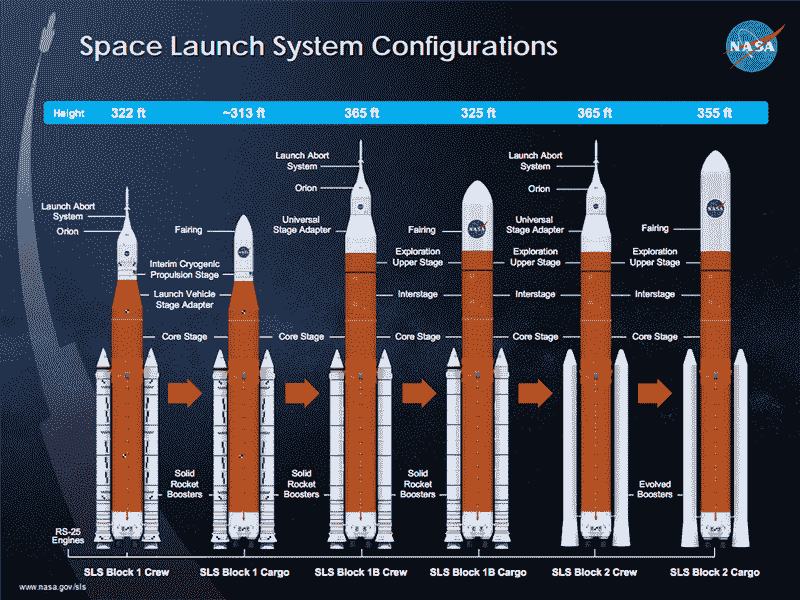 Space Launch System Configurations
NASA
Height 322 ft ~313 ft 365 ft 325 ft 365 ft 355 ft
Launch Abort
System
Orion
Fairing
Interim Cryogenic
Propulsion Stage
Launch Vehicle
Stage Adapter
Launch Abort
System
Orion
Universal
Stage Adapter
Fairing
NASA
Exploration
Upper Stage
Interstage
Launch Abort
System
Orion
Universal
Stage Adapter
Exploration
Upper Stage
Interstage
Fairing
NASA
Exploration
Upper Stage
Interstage
Core Stage
Core Stage
Core Stage
Core Stage
Core Stage
Solid
Rocket
Boosters
Solid
Rocket
Boosters
Solid
Rocket
Boosters
Evolved
Boosters
RS-25
Engines
SLS Block 1 Crew
SLS Block 1 Cargo
SLS Block 1B Crew
SLS Block 1B Cargo
SLS Block 2 Crew
SLS Block 2 Cargo
www.nasa.gov/sls